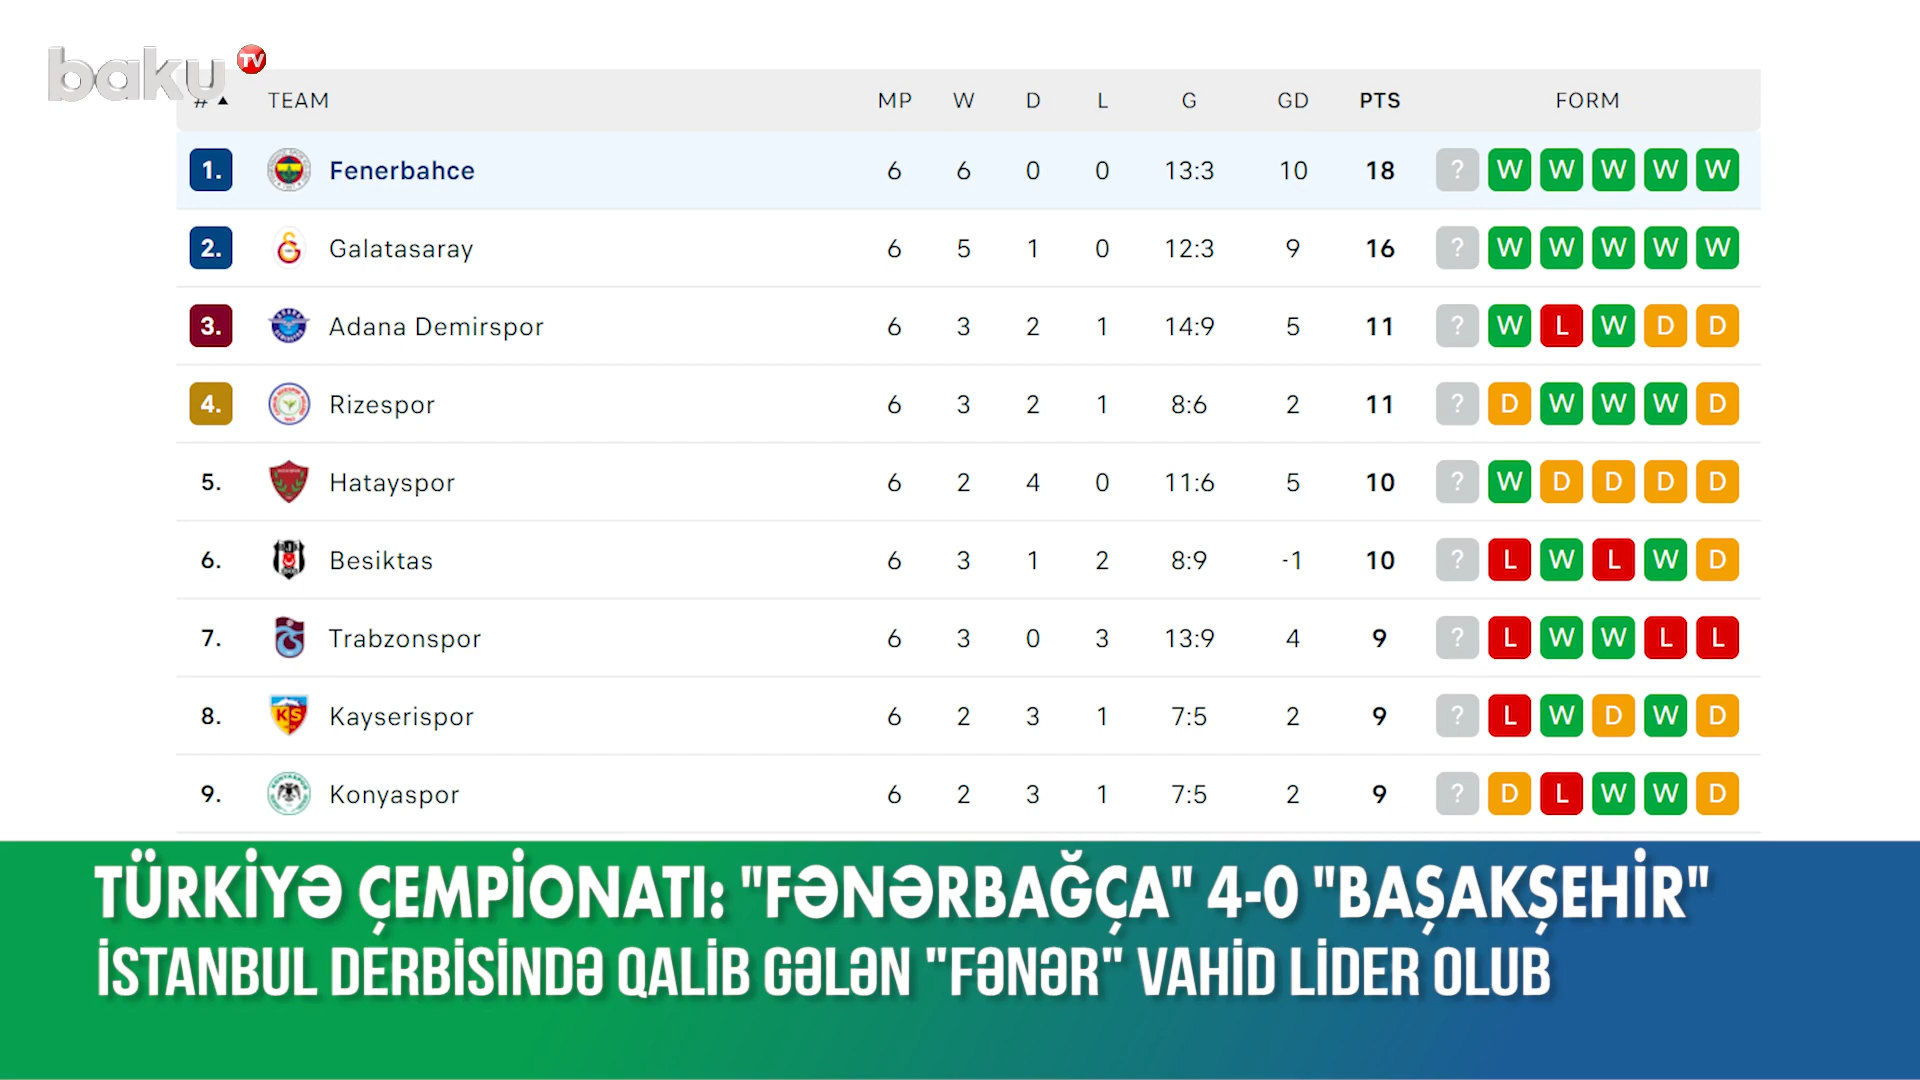 baku TV
# ▲ TEAM MP W D L G GD PTS FORM
1. Fenerbahce 6 6 0 0 13:3 10 18 ? W W W W W
2. Galatasaray 6 5 1 0 12:3 9 16 ? W W W W W
3. Adana Demirspor 6 3 2 1 14:9 5 11 ? W L W D D
4. Rizespor 6 3 2 1 8:6 2 11 ? D W W W D
5. Hatayspor 6 2 4 0 11:6 5 10 ? W D D D D
6. Besiktas 6 3 1 2 8:9 -1 10 ? L W L W D
7. Trabzonspor 6 3 0 3 13:9 4 9 ? L W W L L
8. Kayserispor 6 2 3 1 7:5 2 9 ? L W D W D
9. Konyaspor 6 2 3 1 7:5 2 9 ? D L W W D
TÜRKİYƏ ÇEMPİONATI: "FƏNƏRBAĞÇA" 4-0 "BAŞAKŞEHİR"
İSTANBUL DERBİSİNDƏ QALİB GƏLƏN "FƏNƏR" VAHİD LİDER OLUB